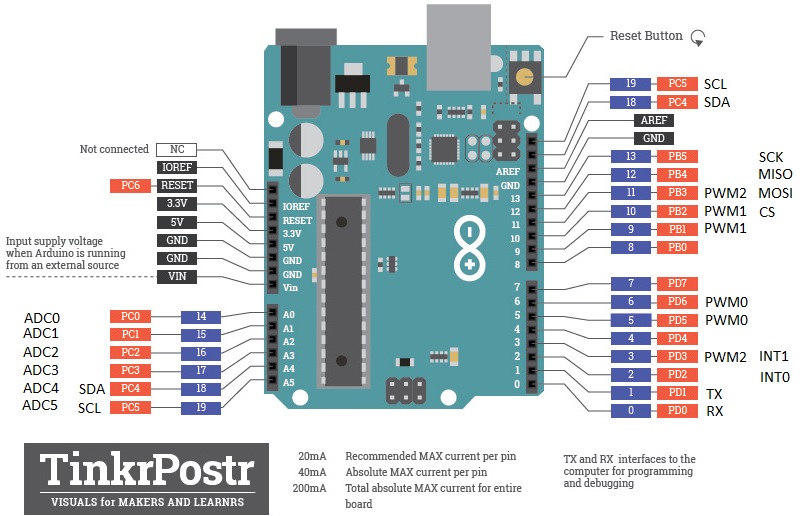 Reset Button
19 PC5 SCL
18 PC4 SDA
AREF
GND
13 PB5 SCK
12 PB4 MISO
11 PB3 PWM2 MOSI
10 PB2 PWM1 CS
9 PB1 PWM1
8 PB0
7 PD7
6 PD6 PWM0
5 PD5 PWM0
4 PD4
3 PD3 PWM2 INT1
2 PD2 INT0
1 PD1 TX
0 PD0 RX
Not connected NC
IOREF
PC6 RESET
3.3V
5V
GND
GND
VIN
Input supply voltage
when Arduino is running
from an external source
ADC0 PC0 14
ADC1 PC1 15
ADC2 PC2 16
ADC3 PC3 17
ADC4 SDA PC4 18
ADC5 SCL PC5 19
IOREF
RESET
3.3V
5V
GND
GND
Vin
A0
A1
A2
A3
A4
A5
AREF
GND
13
12
11
10
9
8
7
6
5
4
3
2
1
0
TinkrPostr
VISUALS for MAKERS AND LEARNRS
20mA Recommended MAX current per pin
40mA Absolute MAX current per pin
200mA Total absolute MAX current for entire
board
TX and RX interfaces to the
computer for programming
and debugging